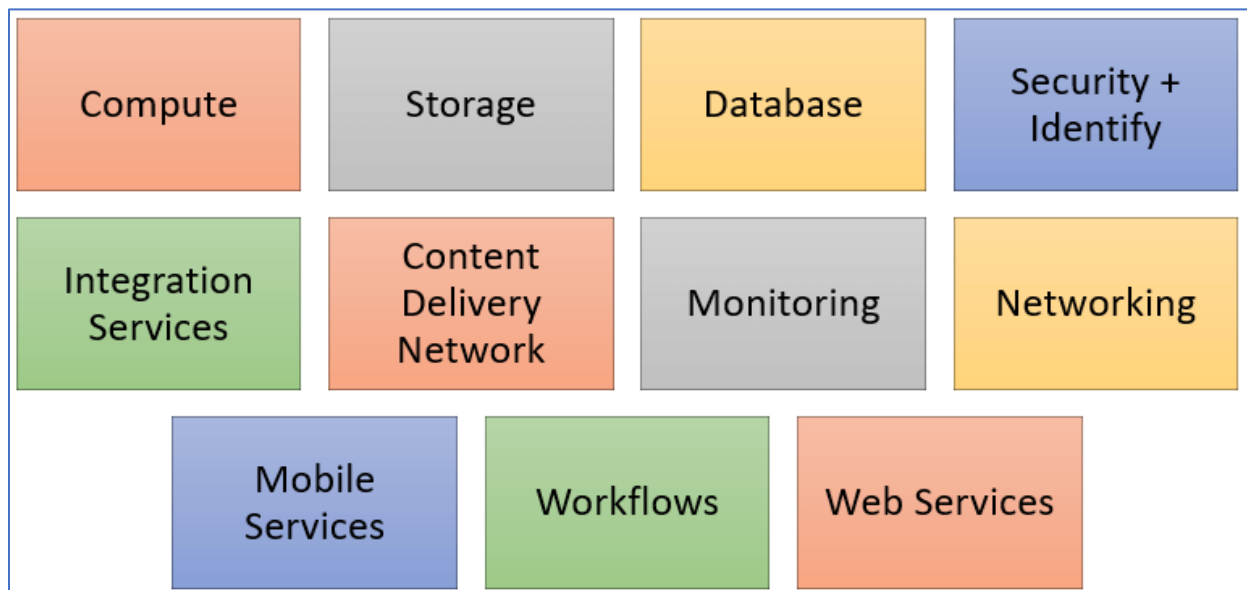 Compute
Storage
Database
Security +
Identify
Integration
Services
Content
Delivery
Network
Monitoring
Networking
Mobile
Services
Workflows
Web Services